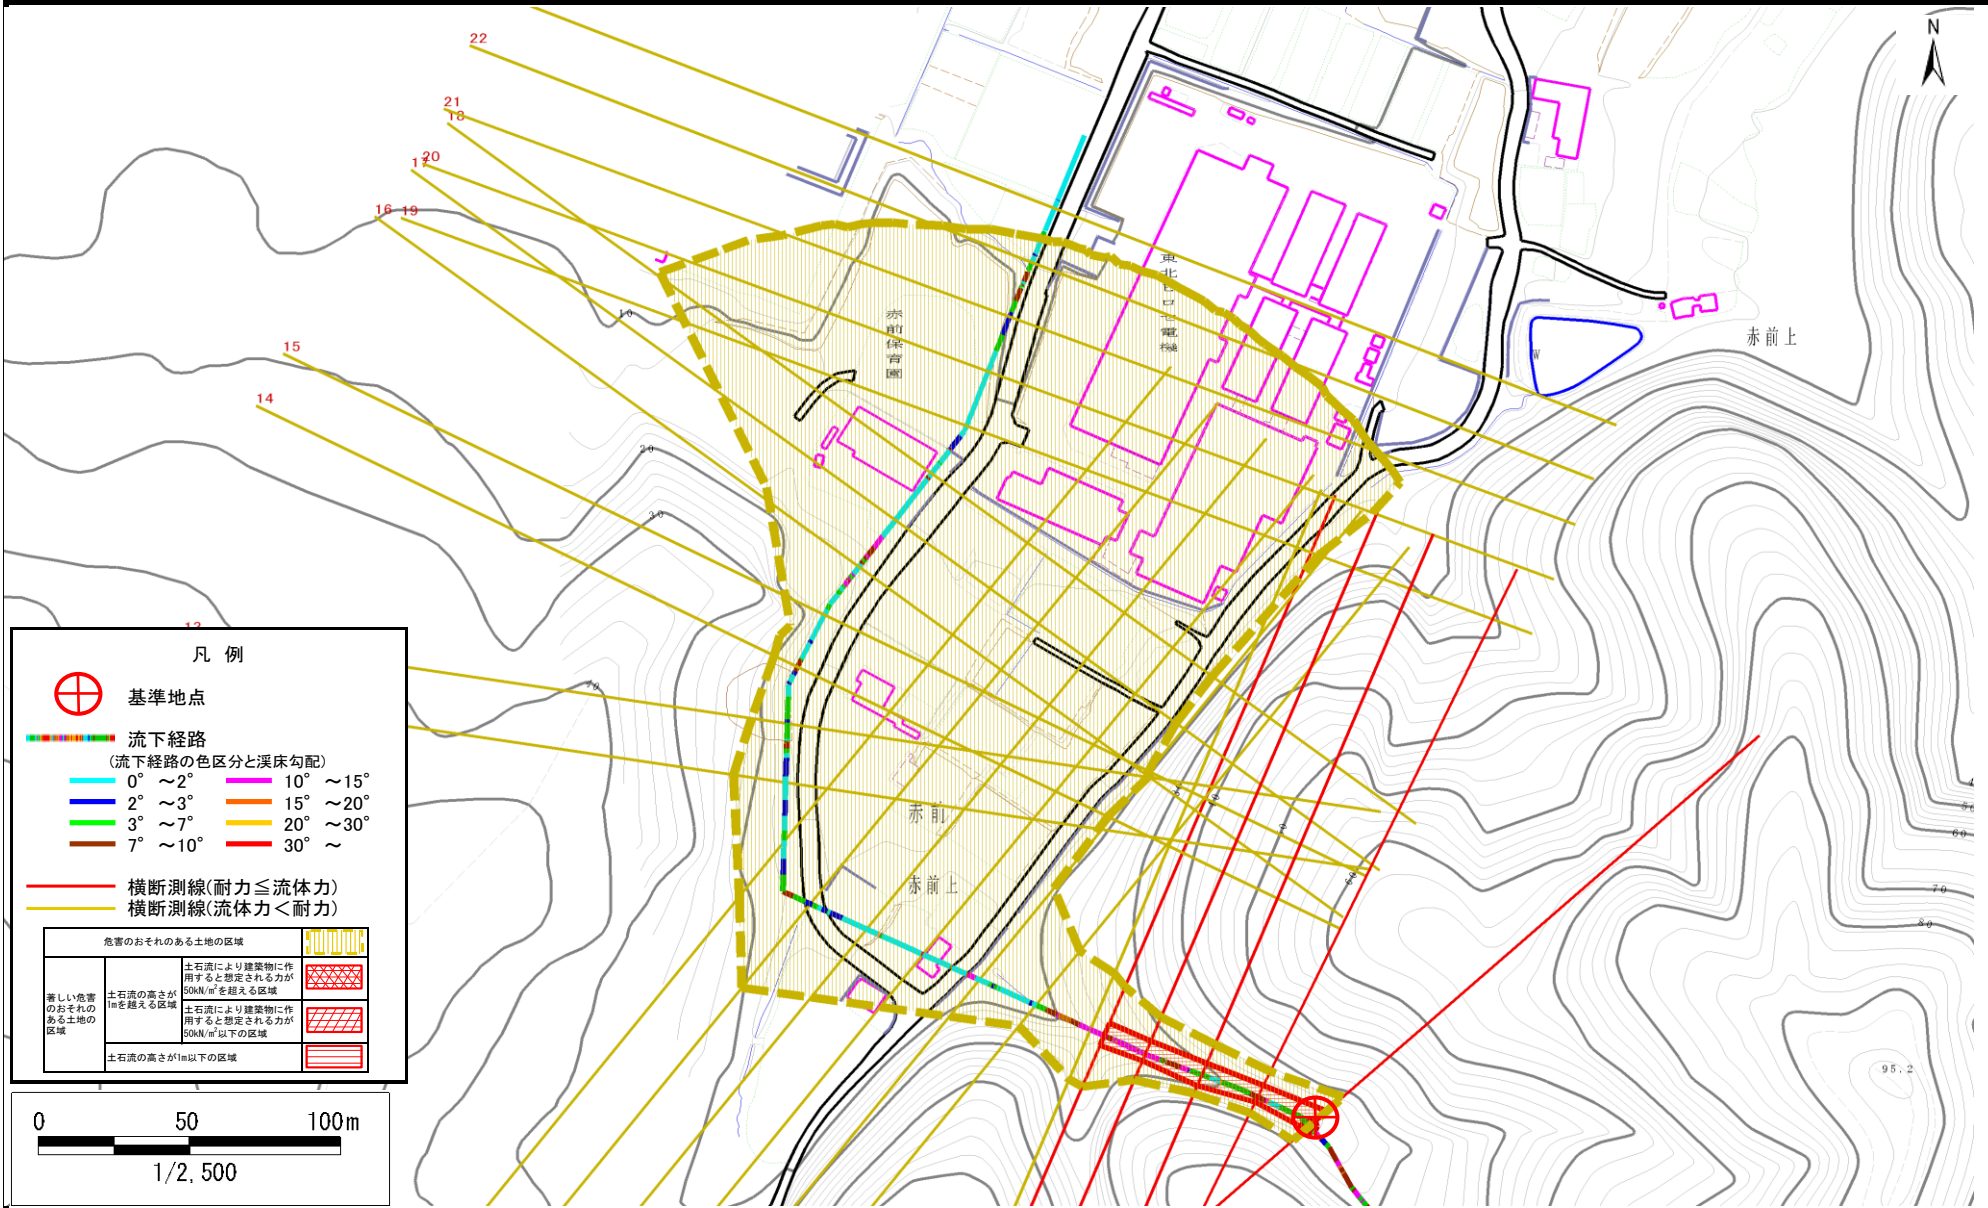 N
22
21
18
20
17
16
19
15
14
10
20
30
40
赤前保育園
赤前上
W
赤前
赤前上
60
60
70
80
95.2
凡 例
基準地点
流下経路
(流下経路の色区分と渓床勾配)
0° ～2°
10° ～15°
2° ～3°
15° ～20°
3° ～7°
20° ～30°
7° ～10°
30° ～
横断測線(耐力≦流体力)
横断測線(流体力＜耐力)
危害のおそれのある土地の区域
著しい危害のおそれのある土地の区域
土石流の高さが1mを越える区域
土石流により建築物に作用すると想定される力が50kN/m²を超える区域
土石流により建築物に作用すると想定される力が50kN/m²以下の区域
土石流の高さが1m以下の区域
0 50 100m
1/2,500